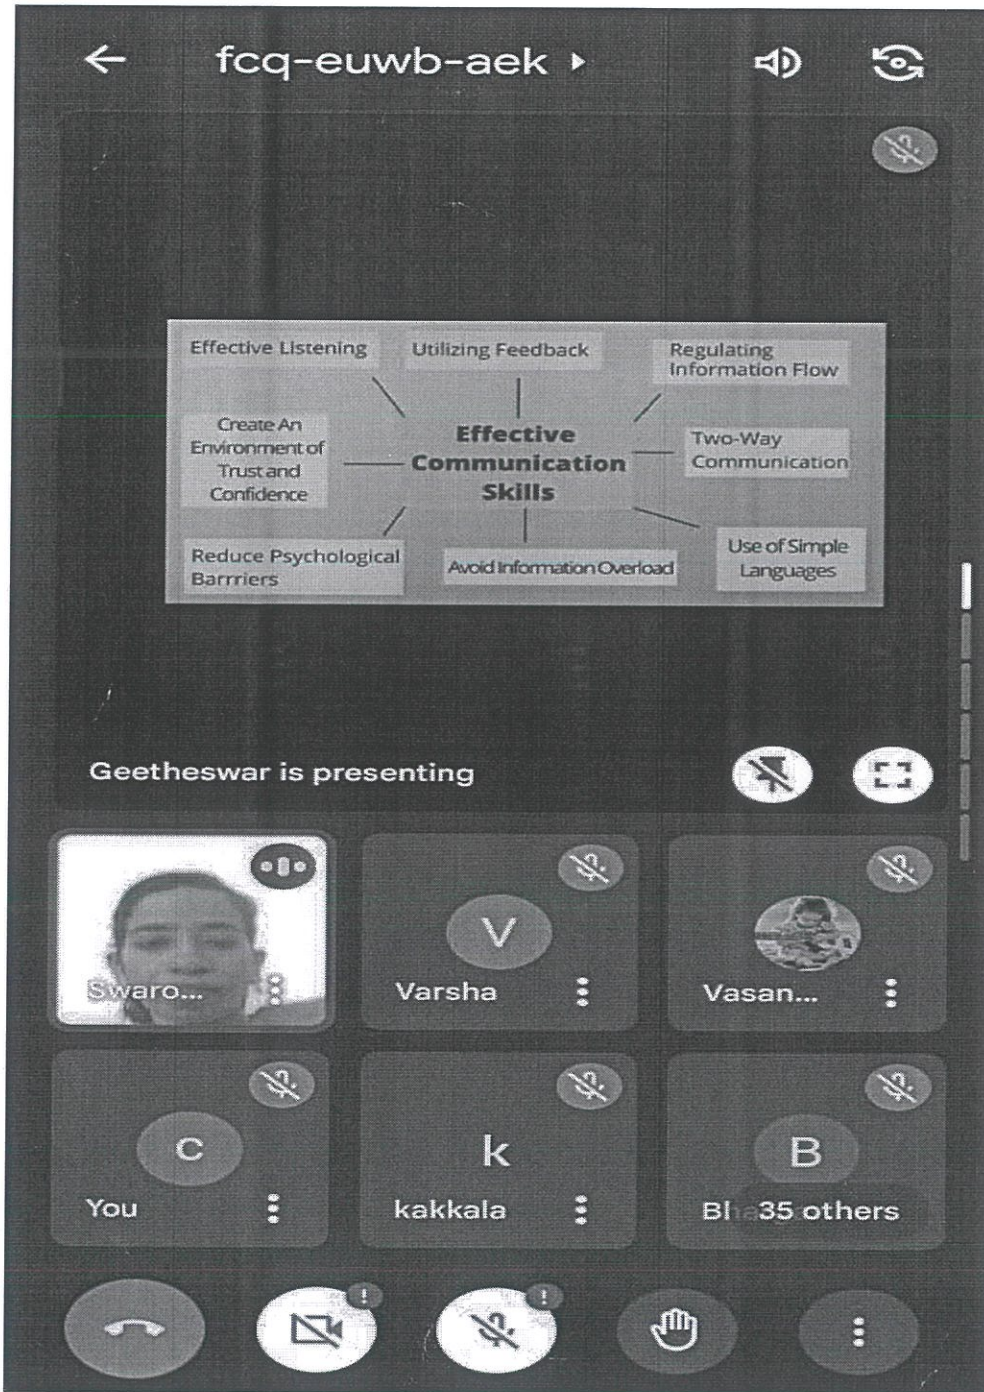 fcq-euwb-aek
Effective Listening
Utilizing Feedback
Regulating
Information Flow
Create An
Environment of
Trust and
Confidence
Effective
Communication
Skills
Two-Way
Communication
Reduce Psychological
Barrriers
Avoid Information Overload
Use of Simple
Languages
Geetheswar is presenting
Swaro...
V
Varsha
Vasan...
C
You
k
kakkala
B
35 others